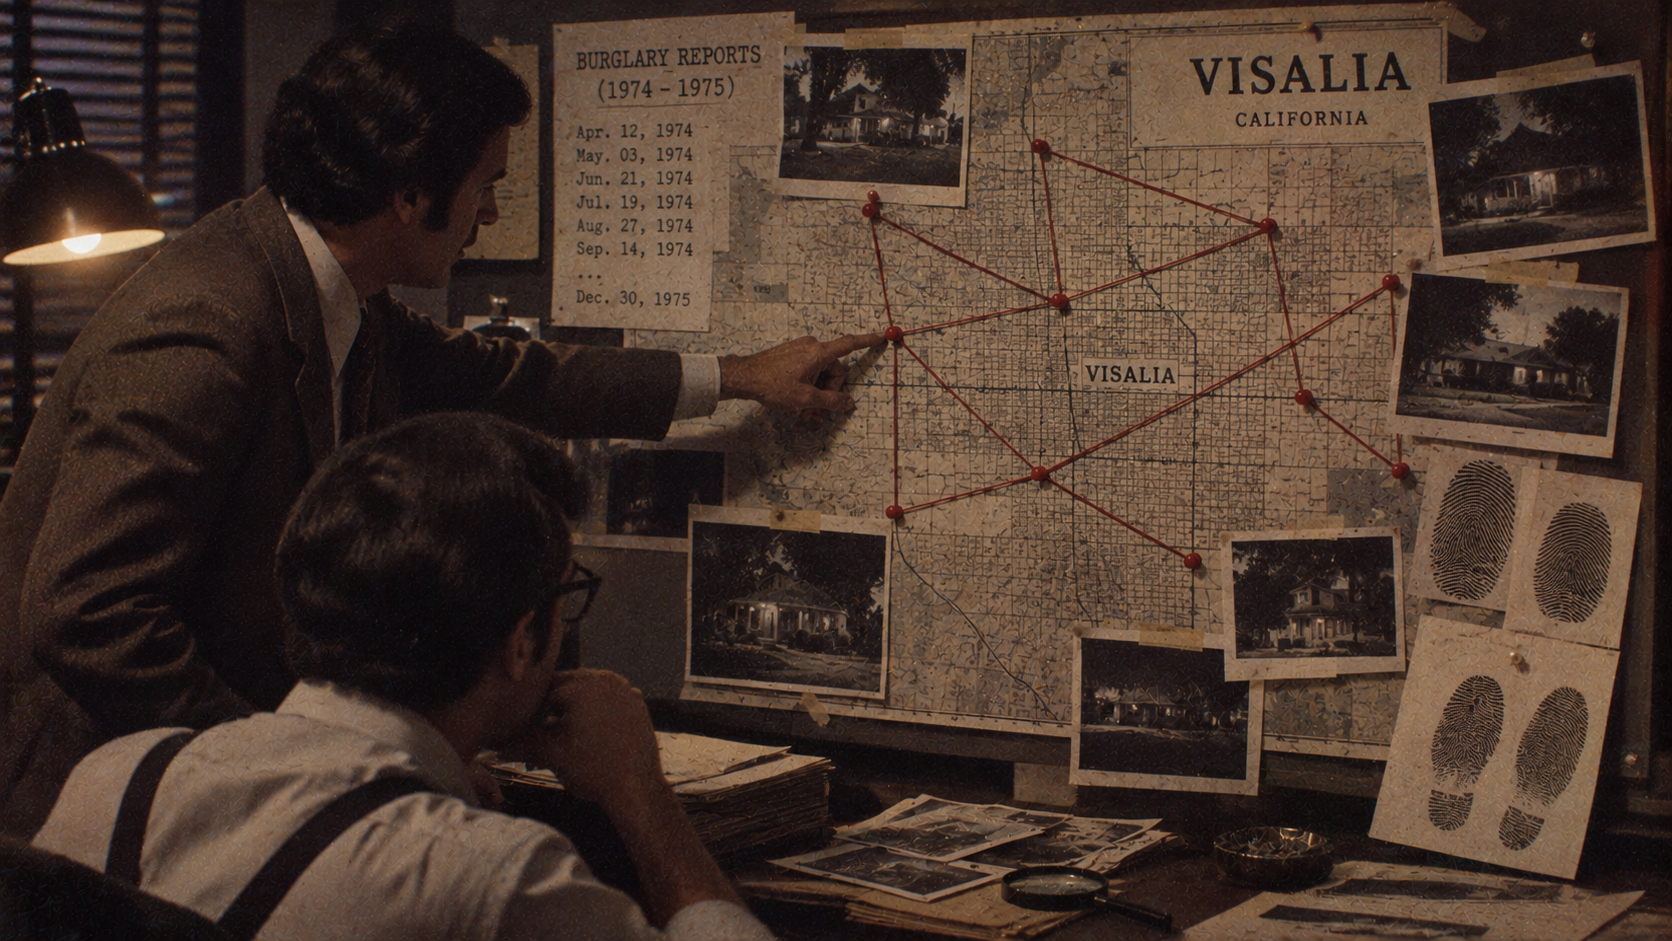 BURGLARY REPORTS
(1974 - 1975)
Apr. 12, 1974
May. 03, 1974
Jun. 21, 1974
Jul. 19, 1974
Aug. 27, 1974
Sep. 14, 1974
...
Dec. 30, 1975
VISALIA
CALIFORNIA
VISALIA